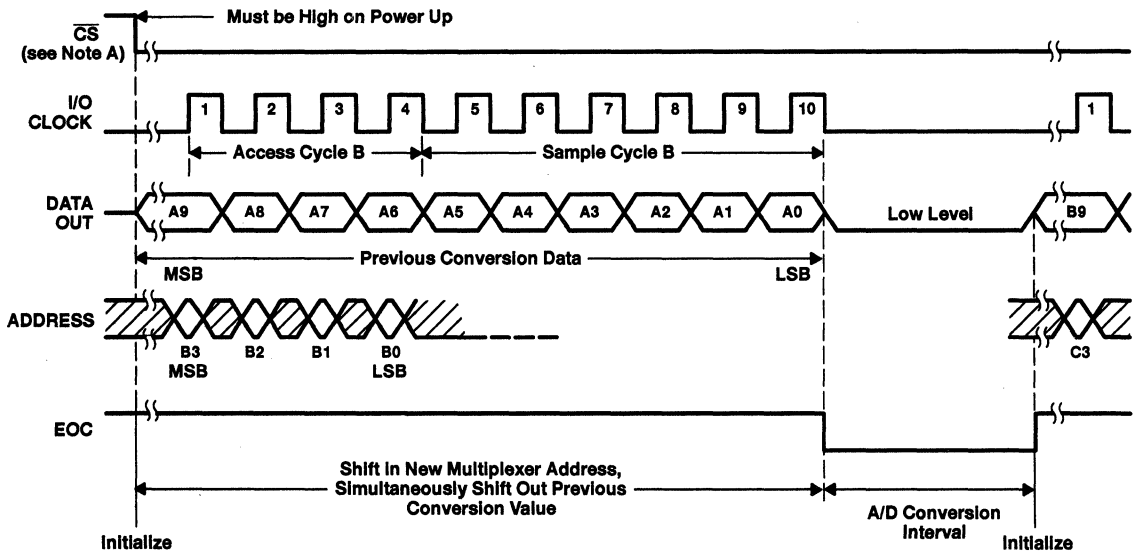 Must be High on Power Up
CS
(see Note A)
I/O
CLOCK
1 2 3 4 5 6 7 8 9 10 1
Access Cycle B Sample Cycle B
DATA
OUT
A9 A8 A7 A6 A5 A4 A3 A2 A1 A0 Low Level B9
Previous Conversion Data
MSB LSB
ADDRESS
B3 B2 B1 B0 C3
MSB LSB
EOC
Shift in New Multiplexer Address,
Simultaneously Shift Out Previous
Conversion Value
A/D Conversion
Interval
Initialize Initialize